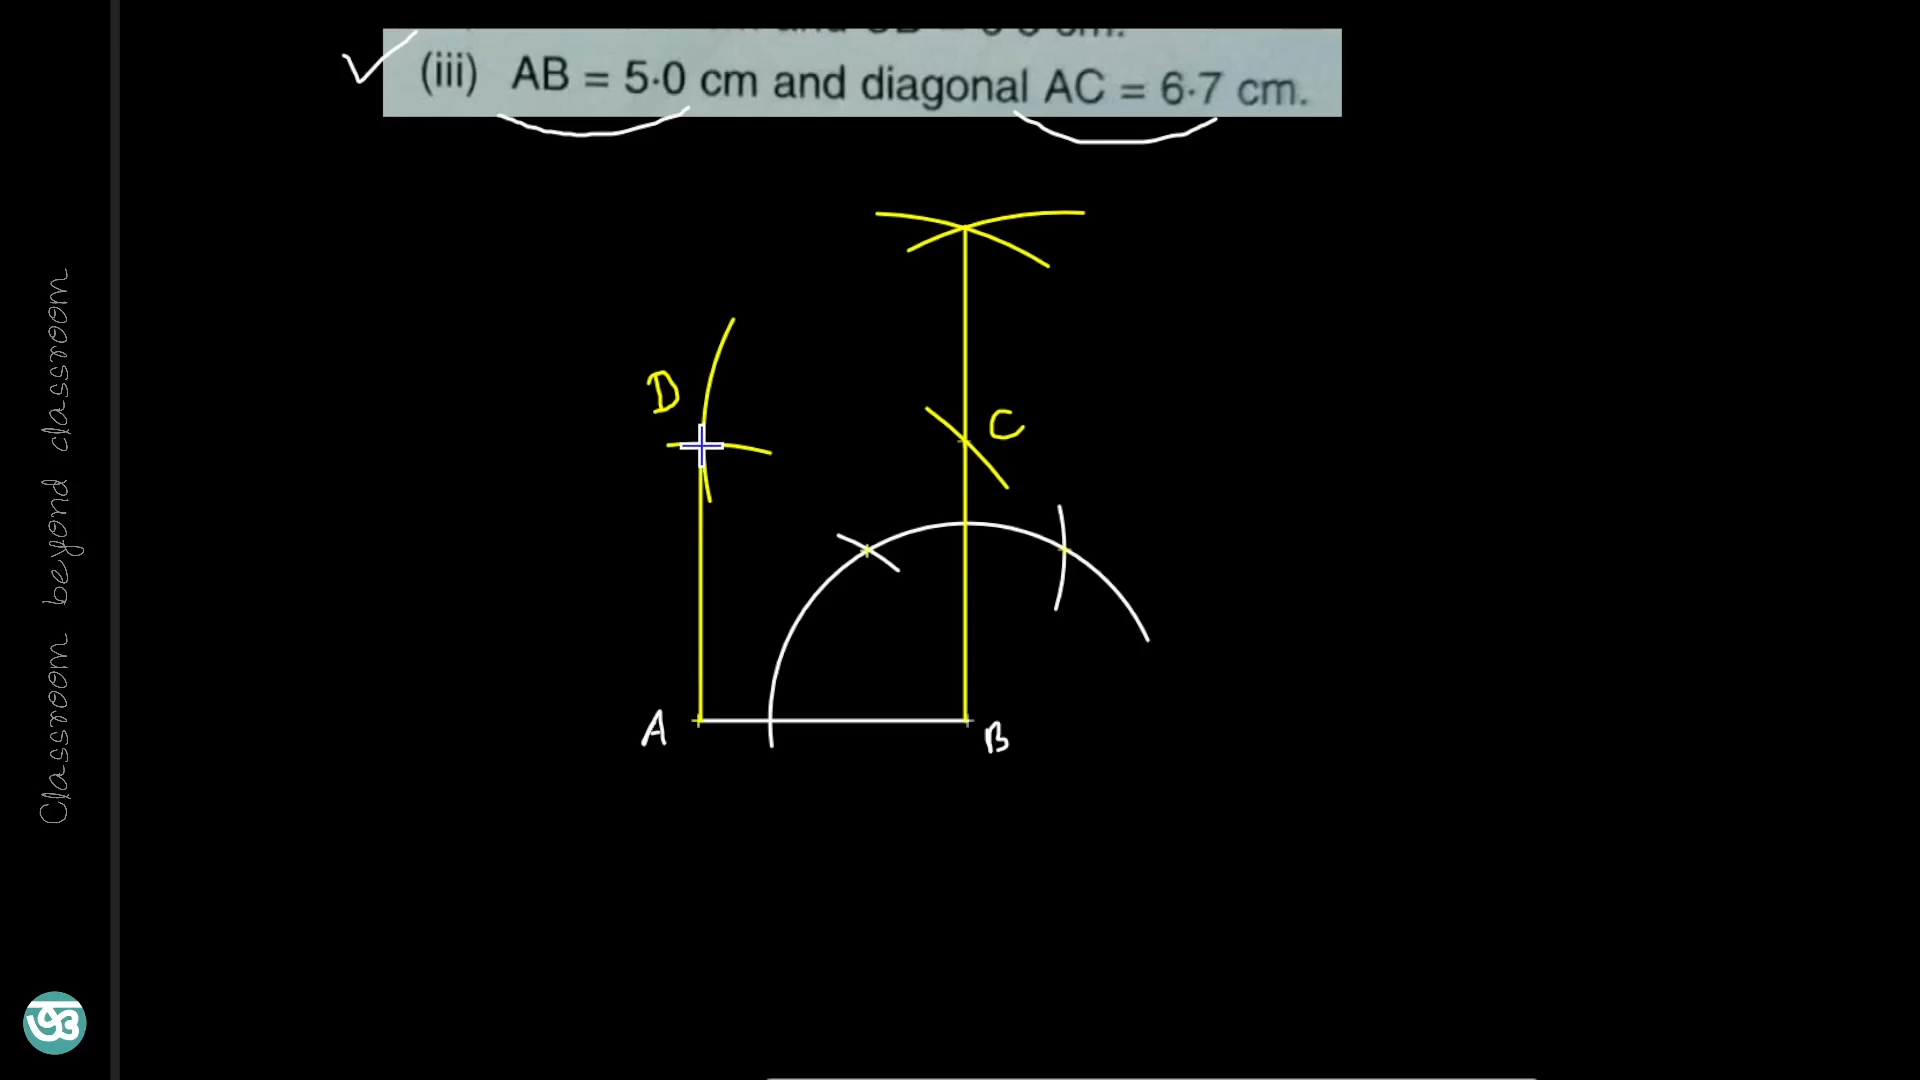 (iii) AB = 5·0 cm and diagonal AC = 6·7 cm.
D
C
A
B
Classroom beyond classroom